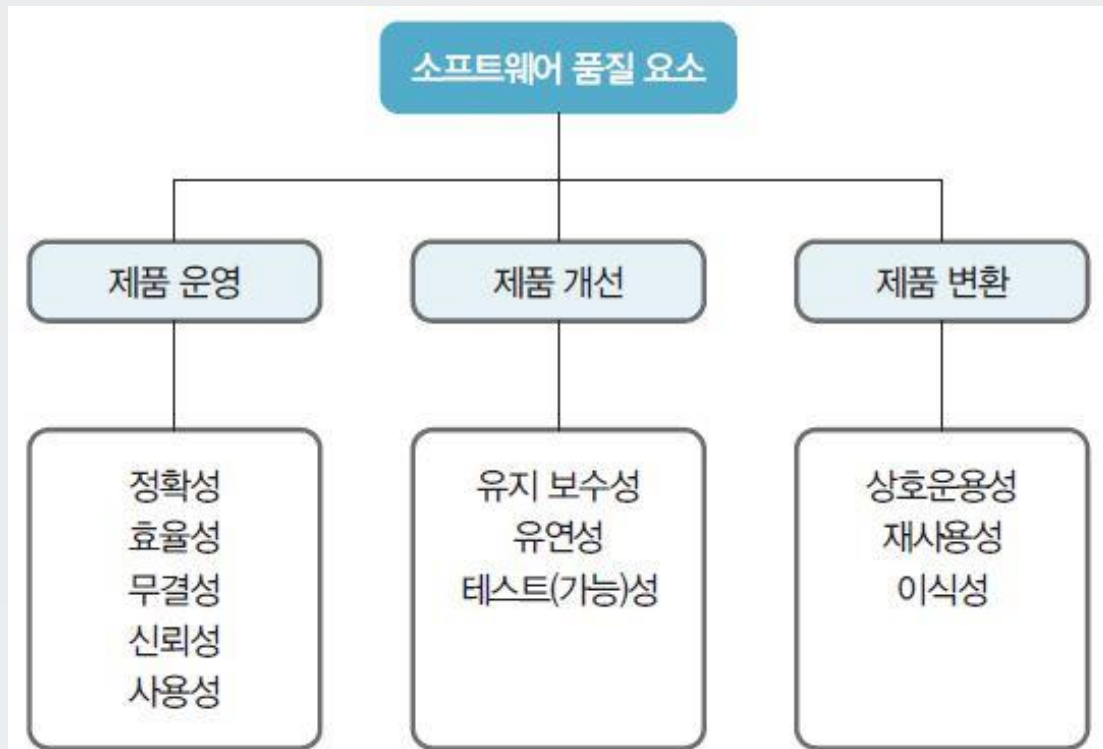 소프트웨어 품질 요소
제품 운영
제품 개선
제품 변환
정확성
효율성
무결성
신뢰성
사용성
유지 보수성
유연성
테스트(가능)성
상호운용성
재사용성
이식성